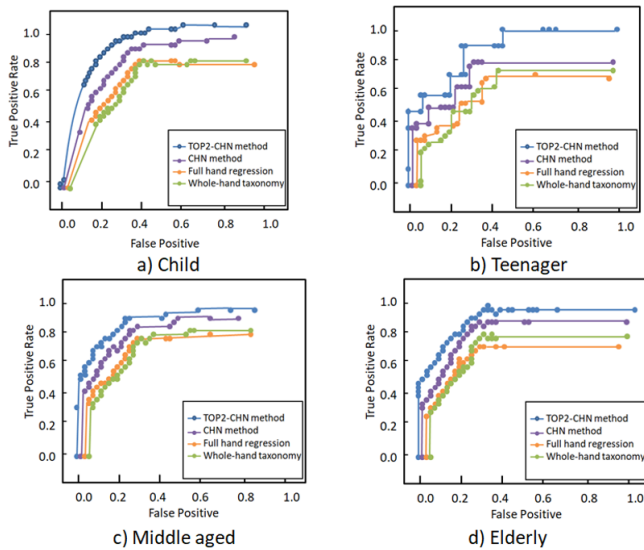 1.0
0.8
0.6
0.4
0.2
0.0
True Positive Rate
TOP2-CHN method
CHN method
Full hand regression
Whole-hand taxonomy
0.0 0.2 0.4 0.6 0.8 1.0
False Positive
a) Child
1.0
0.8
0.6
0.4
0.2
0.0
True Positive Rate
TOP2-CHN method
CHN method
Full hand regression
Whole-hand taxonomy
0.0 0.2 0.4 0.6 0.8 1.0
False Positive
b) Teenager
1.0
0.8
0.6
0.4
0.2
0.0
True Positive Rate
TOP2-CHN method
CHN method
Full hand regression
Whole-hand taxonomy
0.0 0.2 0.4 0.6 0.8 1.0
False Positive
c) Middle aged
1.0
0.8
0.6
0.4
0.2
0.0
True Positive Rate
TOP2-CHN method
CHN method
Full hand regression
Whole-hand taxonomy
0.0 0.2 0.4 0.6 0.8 1.0
False Positive
d) Elderly